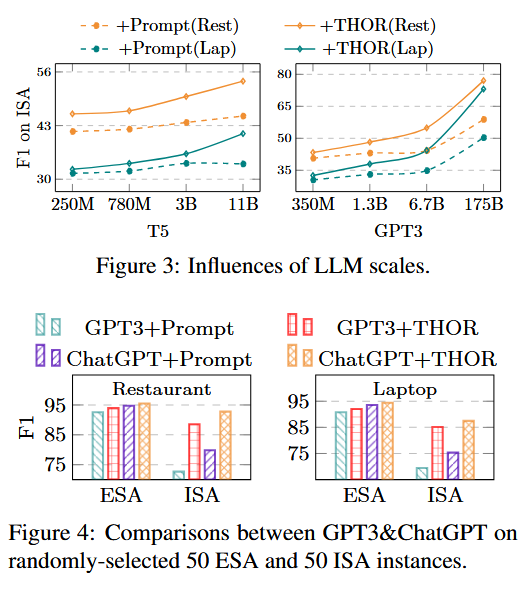 +Prompt(Rest) +THOR(Rest)
+Prompt(Lap) +THOR(Lap)
F1 on ISA
56
43
30
250M 780M 3B 11B
T5
80
65
50
35
350M 1.3B 6.7B 175B
GPT3
Figure 3: Influences of LLM scales.
GPT3+Prompt GPT3+THOR
ChatGPT+Prompt ChatGPT+THOR
F1
Restaurant
95
85
75
ESA ISA
Laptop
95
85
75
ESA ISA
Figure 4: Comparisons between GPT3&ChatGPT on
randomly-selected 50 ESA and 50 ISA instances.